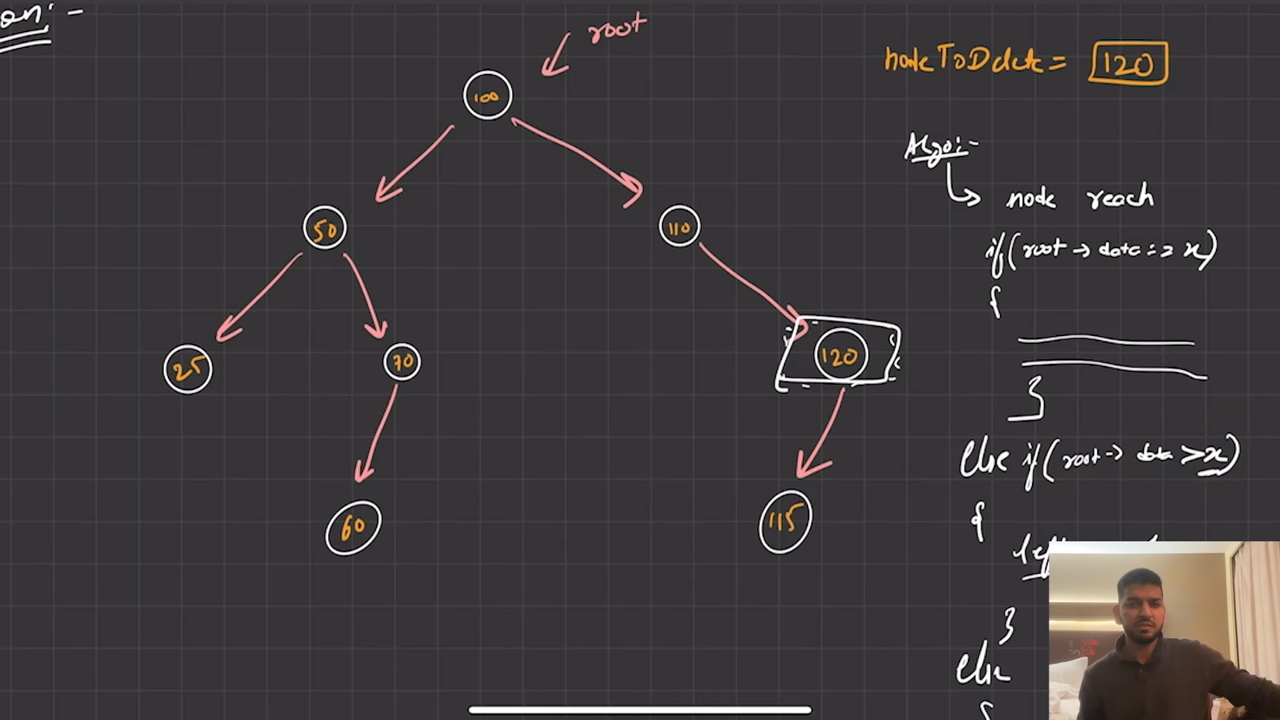 on: -
root
100
50
110
25
70
120
60
115
nodeToDelete = 120
Algo:-
node reach
if(root → data == x)
{
}
Else if(root → data > x)
{
}
Else
{